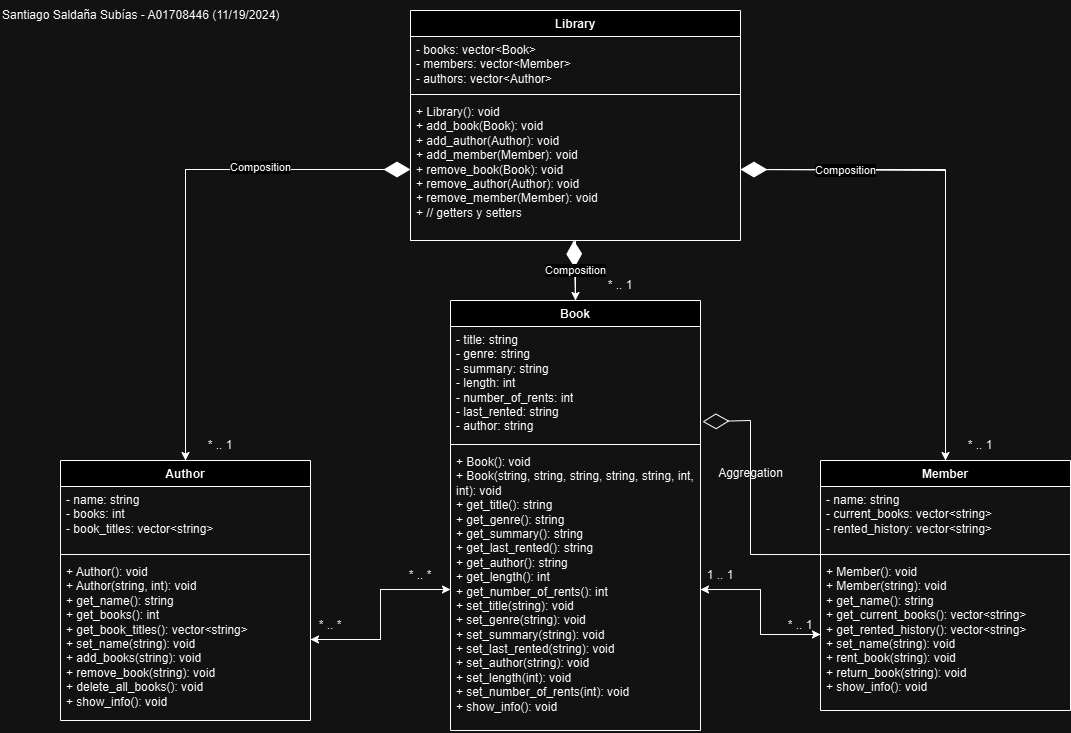 Santiago Saldaña Subías - A01708446 (11/19/2024)
Library
- books: vector<Book>
- members: vector<Member>
- authors: vector<Author>
+ Library(): void
+ add_book(Book): void
+ add_author(Author): void
+ add_member(Member): void
+ remove_book(Book): void
+ remove_author(Author): void
+ remove_member(Member): void
+ // getters y setters
Composition
Composition
Composition
* .. 1
Book
- title: string
- genre: string
- summary: string
- length: int
- number_of_rents: int
- last_rented: string
- author: string
+ Book(): void
+ Book(string, string, string, string, string, int,
int): void
+ get_title(): string
+ get_genre(): string
+ get_summary(): string
+ get_last_rented(): string
+ get_author(): string
+ get_length(): int
+ get_number_of_rents(): int
+ set_title(string): void
+ set_genre(string): void
+ set_summary(string): void
+ set_last_rented(string): void
+ set_author(string): void
+ set_length(int): void
+ set_number_of_rents(int): void
+ show_info(): void
* .. 1
Author
- name: string
- books: int
- book_titles: vector<string>
+ Author(): void
+ Author(string, int): void
+ get_name(): string
+ get_books(): int
+ get_book_titles(): vector<string>
+ set_name(string): void
+ add_books(string): void
+ remove_book(string): void
+ delete_all_books(): void
+ show_info(): void
* .. *
* .. *
Aggregation
1 .. 1
* .. 1
* .. 1
Member
- name: string
- current_books: vector<string>
- rented_history: vector<string>
+ Member(): void
+ Member(string): void
+ get_name(): string
+ get_current_books(): vector<string>
+ get_rented_history(): vector<string>
+ set_name(string): void
+ rent_book(string): void
+ return_book(string): void
+ show_info(): void